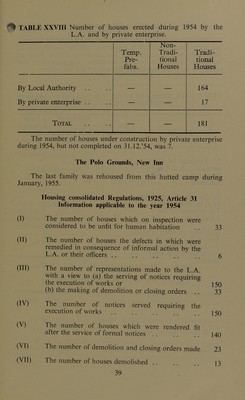 TABLE XXVIII Number of houses erected during 1954 by the
L.A. and by private enterprise.
Temp. Pre-fabs.
Non-Tradi-tional Houses
Tradi-tional Houses
By Local Authority .. .. — — 164
By private enterprise .. .. — — 17
TOTAL .. .. — — 181
The number of houses under construction by private enterprise
during 1954, but not completed on 31.12.'54, was 7.
The Polo Grounds, New Inn
The last family was rehoused from this hutted camp during
January, 1955.
Housing consolidated Regulations, 1925, Article 31
Information applicable to the year 1954
(I) The number of houses which on inspection were
considered to be unfit for human habitation .. 33
(II) The number of houses the defects in which were
remedied in consequence of informal action by the
L.A. or their officers .. .. .. .. .. 6
(III) The number of representations made to the L.A.
with a view to (a) the serving of notices requiring
the execution of works or 150
(b) the making of demolition or closing orders .. 33
(IV) The number of notices served requiring the
execution of works .. .. .. .. .. 150
(V) The number of houses which were rendered fit
after the service of formal notices .. .. .. 140
(VI) The number of demolition and closing orders made 23
(VII) The number of houses demolished .. .. .. 13
39